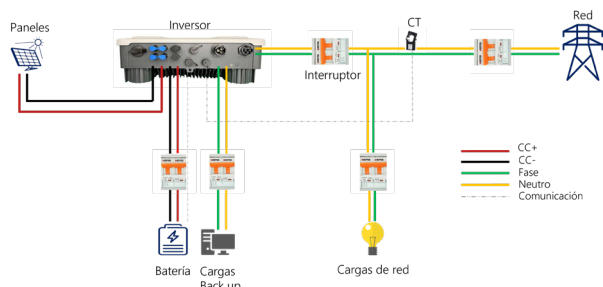 Paneles
Inversor
CT
Red
Interruptor
CC+
CC-
Fase
Neutro
Comunicación
Batería
Cargas
Back up
Cargas de red